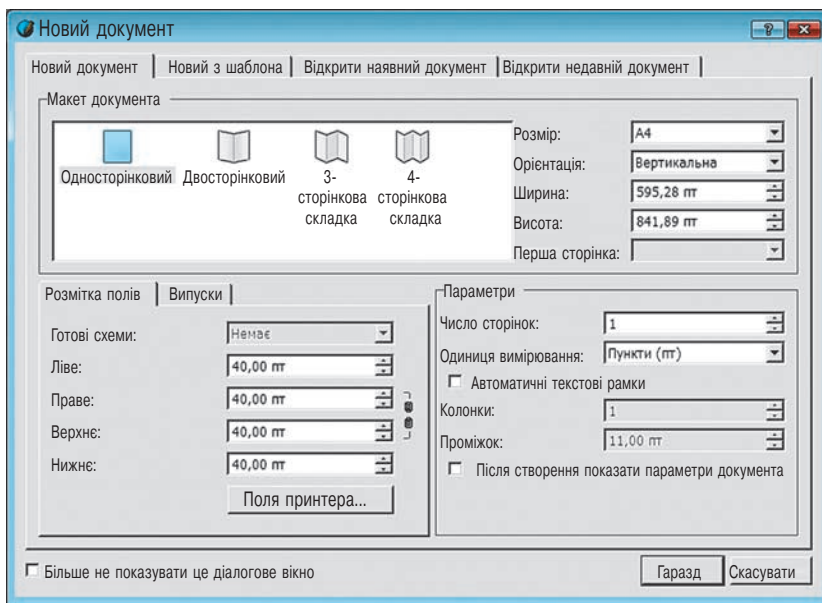 Новий документ
Новий документ Новий з шаблона Відкрити наявний документ Відкрити недавній документ
Макет документа
Односторінковий Двосторінковий 3-сторінкова складка 4-сторінкова складка
Розмір: А4
Орієнтація: Вертикальна
Ширина: 595,28 пт
Висота: 841,89 пт
Перша сторінка:
Розмітка полів Випуски
Готові схеми: Немає
Ліве: 40,00 пт
Праве: 40,00 пт
Верхнє: 40,00 пт
Нижнє: 40,00 пт
Поля принтера...
Параметри
Число сторінок: 1
Одиниця вимірювання: Пункти (пт)
Автоматичні текстові рамки
Колонки: 1
Проміжок: 11,00 пт
Після створення показати параметри документа
Більше не показувати це діалогове вікно
Гаразд Скасувати